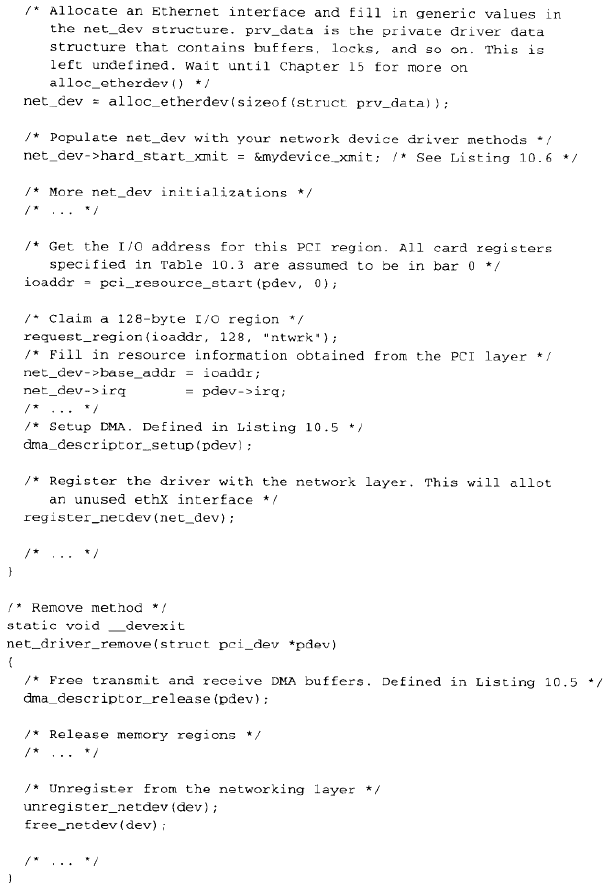 /* Allocate an Ethernet interface and fill in generic values in
the net_dev structure. prv_data is the private driver data
structure that contains buffers, locks, and so on. This is
left undefined. Wait until Chapter 15 for more on
alloc_etherdev() */
net_dev = alloc_etherdev(sizeof(struct prv_data));
/* Populate net_dev with your network device driver methods */
net_dev->hard_start_xmit = &mydevice_xmit; /* See Listing 10.6 */
/* More net_dev initializations */
/* ... */
/* Get the I/O address for this PCI region. All card registers
specified in Table 10.3 are assumed to be in bar 0 */
ioaddr = pci_resource_start(pdev, 0);
/* Claim a 128-byte I/O region */
request_region(ioaddr, 128, "ntwrk");
/* Fill in resource information obtained from the PCI layer */
net_dev->base_addr = ioaddr;
net_dev->irq = pdev->irq;
/* ... */
/* Setup DMA. Defined in Listing 10.5 */
dma_descriptor_setup(pdev);
/* Register the driver with the network layer. This will allot
an unused ethX interface */
register_netdev(net_dev);
/* ... */
}
/* Remove method */
static void __devexit
net_driver_remove(struct pci_dev *pdev)
{
/* Free transmit and receive DMA buffers. Defined in Listing 10.5 */
dma_descriptor_release(pdev);
/* Release memory regions */
/* ... */
/* Unregister from the networking layer */
unregister_netdev(dev);
free_netdev(dev);
/* ... */
}